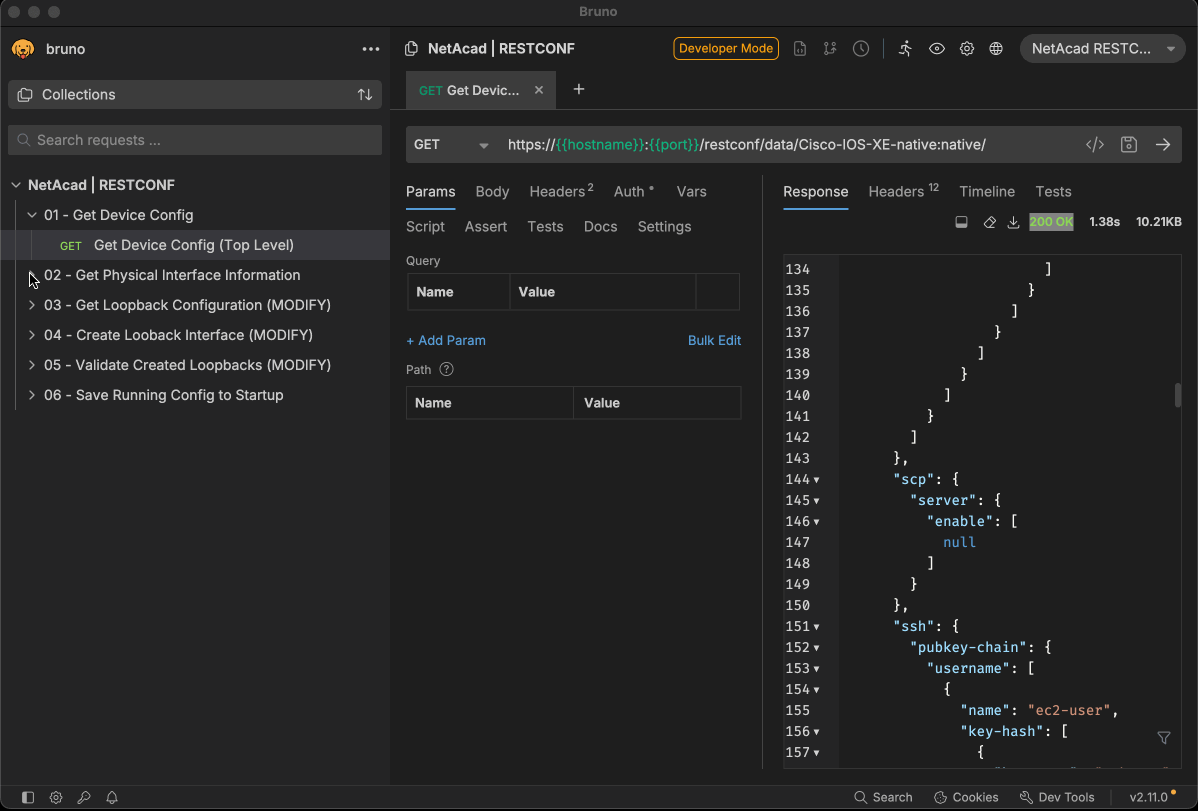 Bruno
bruno
Collections
Search requests ...
NetAcad | RESTCONF
01 - Get Device Config
GET Get Device Config (Top Level)
02 - Get Physical Interface Information
03 - Get Loopback Configuration (MODIFY)
04 - Create Looback Interface (MODIFY)
05 - Validate Created Loopbacks (MODIFY)
06 - Save Running Config to Startup
NetAcad | RESTCONF
Developer Mode
NetAcad RESTC...
GET Get Devic...
GET https://{{hostname}}:{{port}}/restconf/data/Cisco-IOS-XE-native:native/
Params Body Headers 2 Auth Vars
Script Assert Tests Docs Settings
Query
Name Value
+ Add Param Bulk Edit
Path
Name Value
Response Headers 12 Timeline Tests
200 OK 1.38s 10.21KB
134 ]
135 }
136 ]
137 }
138 ]
139 }
140 ]
141 }
142 ]
143 },
144 "scp": {
145 "server": {
146 "enable": [
147 null
148 ]
149 }
150 },
151 "ssh": {
152 "pubkey-chain": {
153 "username": [
154 {
155 "name": "ec2-user",
156 "key-hash": [
157 {
Search Cookies Dev Tools v2.11.0